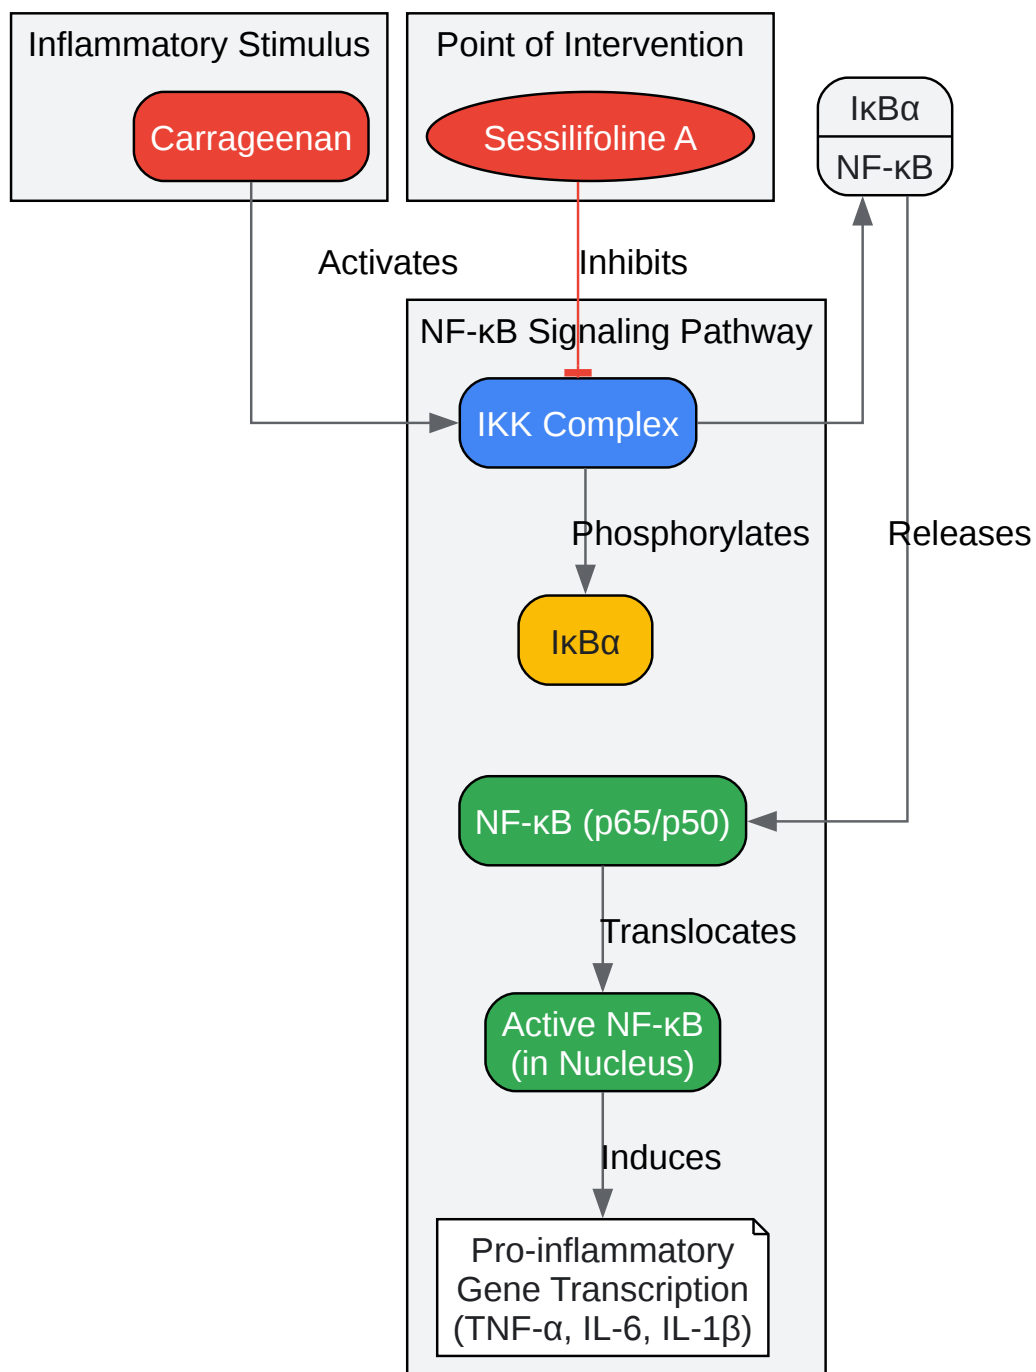 Inflammatory Stimulus
Point of Intervention
Carrageenan
Sessilifoline A
IκBα
NF-κB
Activates
Inhibits
NF-κB Signaling Pathway
IKK Complex
Phosphorylates
Releases
IκBα
NF-κB (p65/p50)
Translocates
Active NF-κB
(in Nucleus)
Induces
Pro-inflammatory
Gene Transcription
(TNF-α, IL-6, IL-1β)